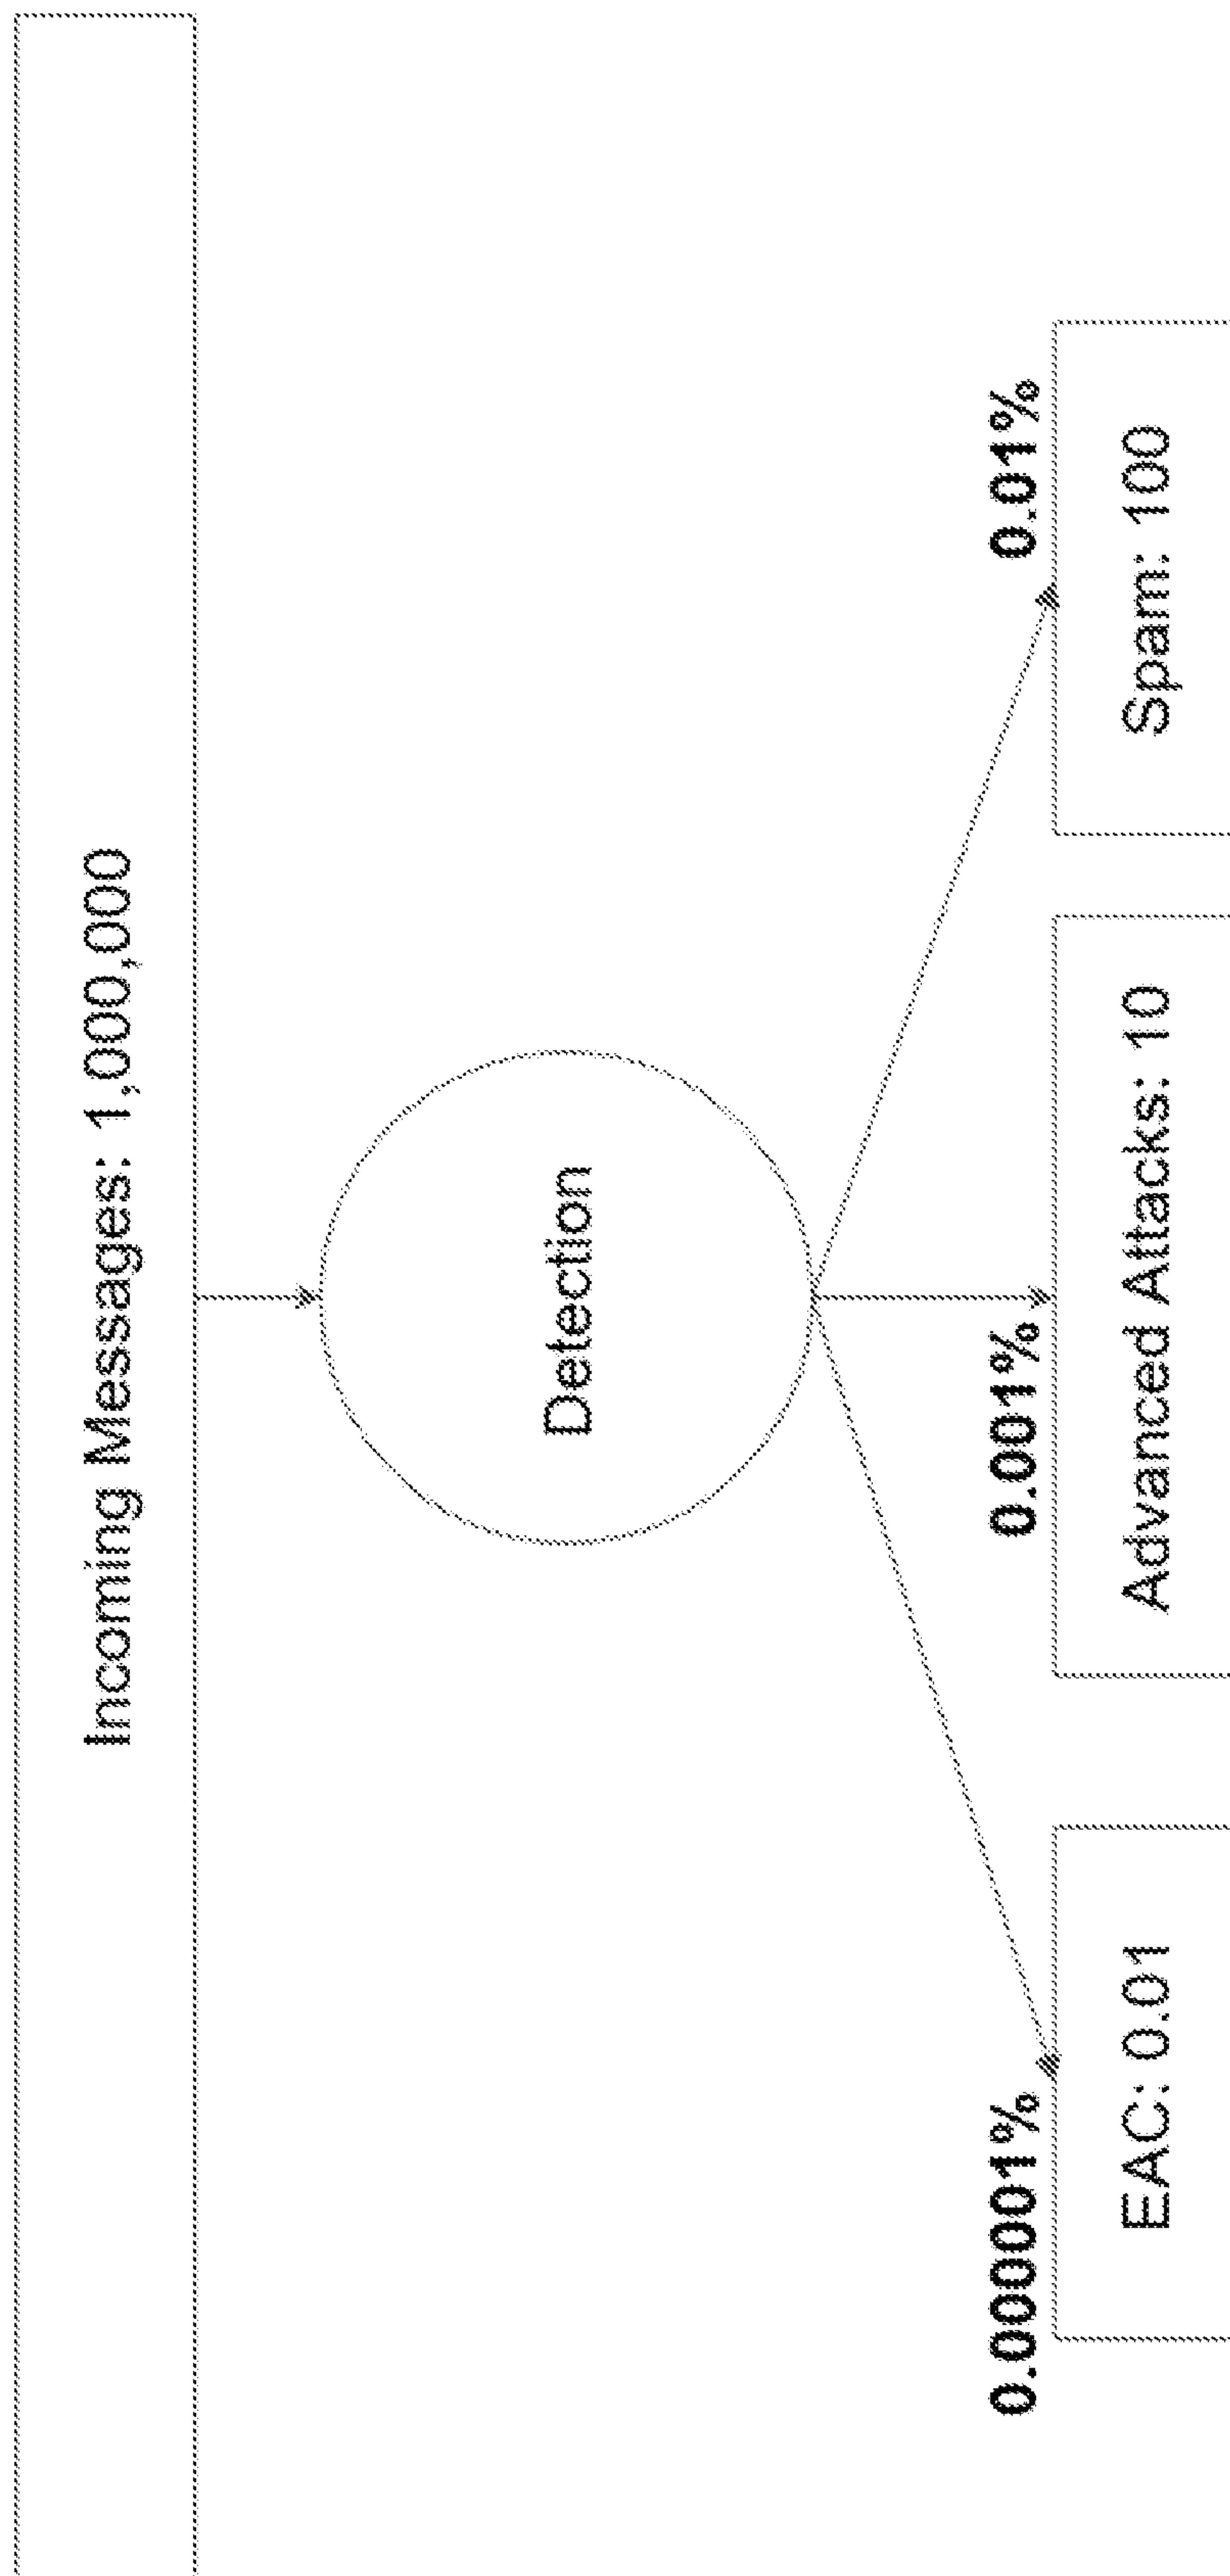 Incoming Messages: 1,000,000
Detection
0.000001%
0.001%
0.01%
EAC: 0.01
Advanced Attacks: 10
Spam: 100